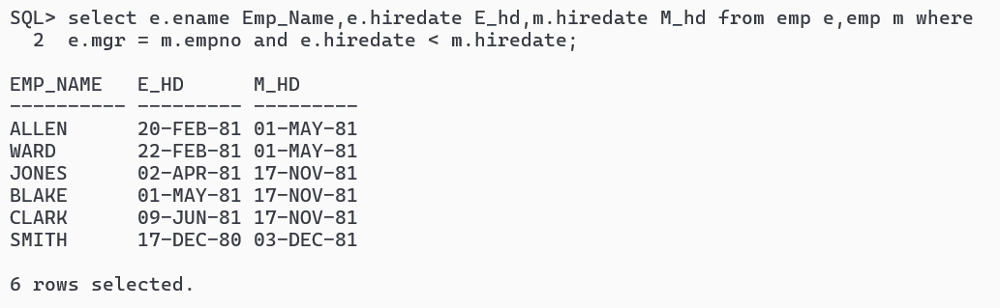 SQL> select e.ename Emp_Name,e.hiredate E_hd,m.hiredate M_hd from emp e,emp m where
  2  e.mgr = m.empno and e.hiredate < m.hiredate;

EMP_NAME   E_HD      M_HD
---------- --------- ---------
ALLEN      20-FEB-81 01-MAY-81
WARD       22-FEB-81 01-MAY-81
JONES      02-APR-81 17-NOV-81
BLAKE      01-MAY-81 17-NOV-81
CLARK      09-JUN-81 17-NOV-81
SMITH      17-DEC-80 03-DEC-81

6 rows selected.